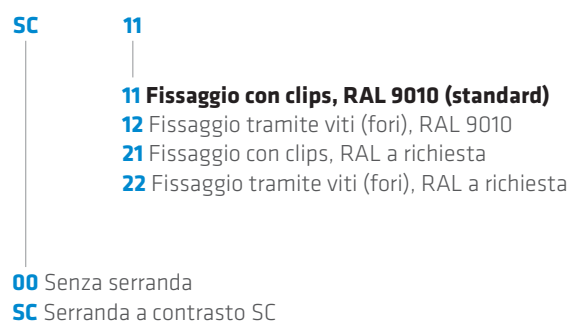 SC 11
11 Fissaggio con clips, RAL 9010 (standard)
12 Fissaggio tramite viti (fori), RAL 9010
21 Fissaggio con clips, RAL a richiesta
22 Fissaggio tramite viti (fori), RAL a richiesta
00 Senza serranda
SC Serranda a contrasto SC